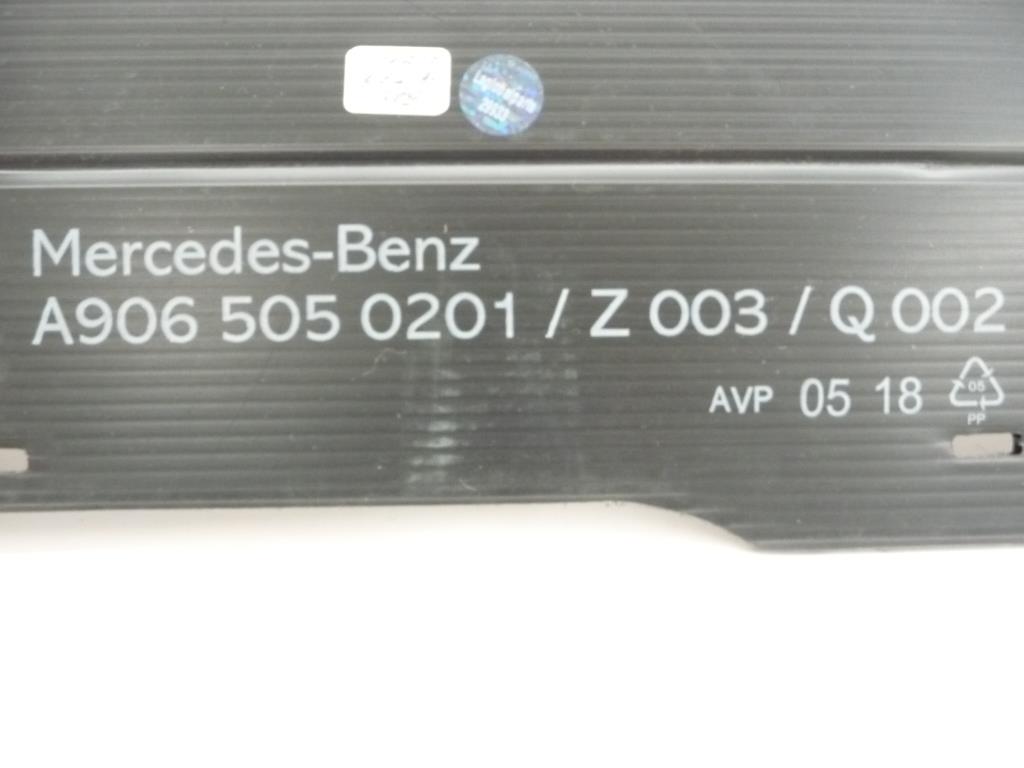 Mercedes-Benz
A906 505 0201 / Z 003 / Q 002
AVP 05 18
05
PP